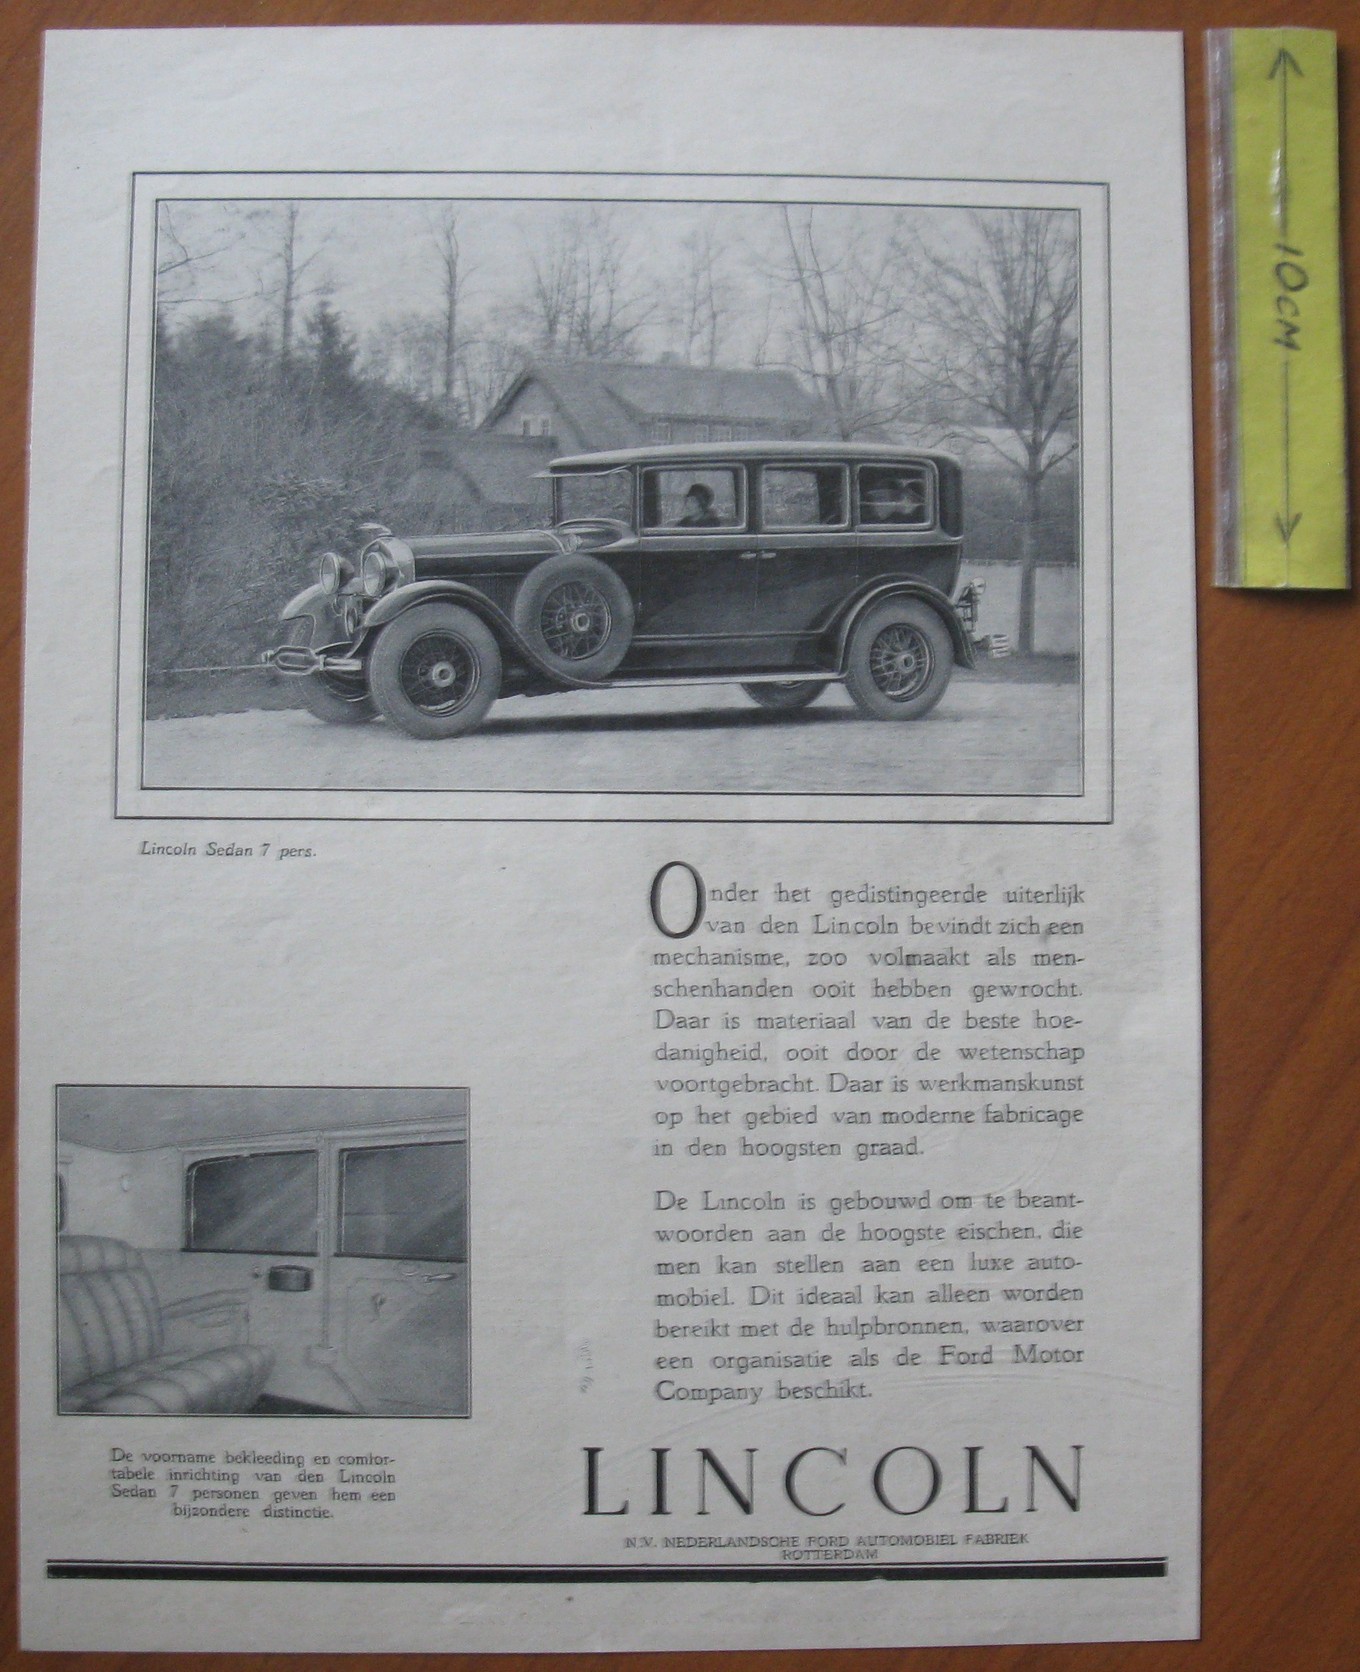 10CM
Lincoln Sedan 7 pers.
Onder het gedistingeerde uiterlijk
van den Lincoln bevindt zich een
mechanisme, zoo volmaakt als men-
schenhanden ooit hebben gewrocht.
Daar is materiaal van de beste hoe-
danigheid, ooit door de wetenschap
voortgebracht. Daar is werkmanskunst
op het gebied van moderne fabricage
in den hoogsten graad.
De Lincoln is gebouwd om te beant-
woorden aan de hoogste eischen, die
men kan stellen aan een luxe auto-
mobiel. Dit ideaal kan alleen worden
bereikt met de hulpbronnen, waarover
een organisatie als de Ford Motor
Company beschikt.
De voorname bekleeding en comfor-
tabele inrichting van den Lincoln
Sedan 7 personen geven hem een
bijzondere distinctie.
LINCOLN
N.V. NEDERLANDSCHE FORD AUTOMOBIEL FABRIEK
ROTTERDAM